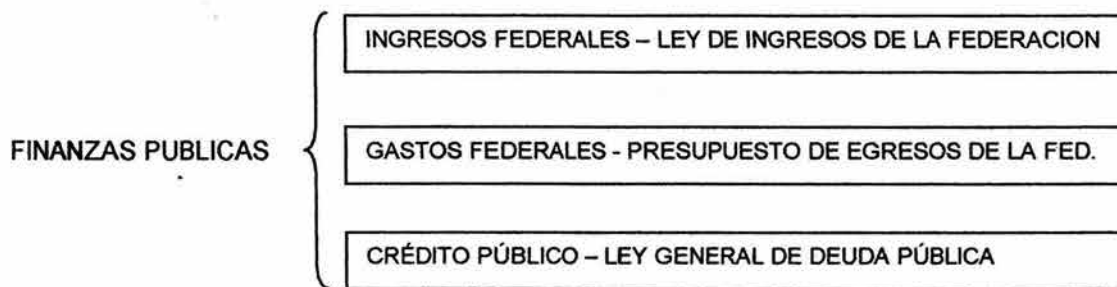 INGRESOS FEDERALES – LEY DE INGRESOS DE LA FEDERACION
FINANZAS PUBLICAS
GASTOS FEDERALES - PRESUPUESTO DE EGRESOS DE LA FED.
CRÉDITO PÚBLICO – LEY GENERAL DE DEUDA PÚBLICA